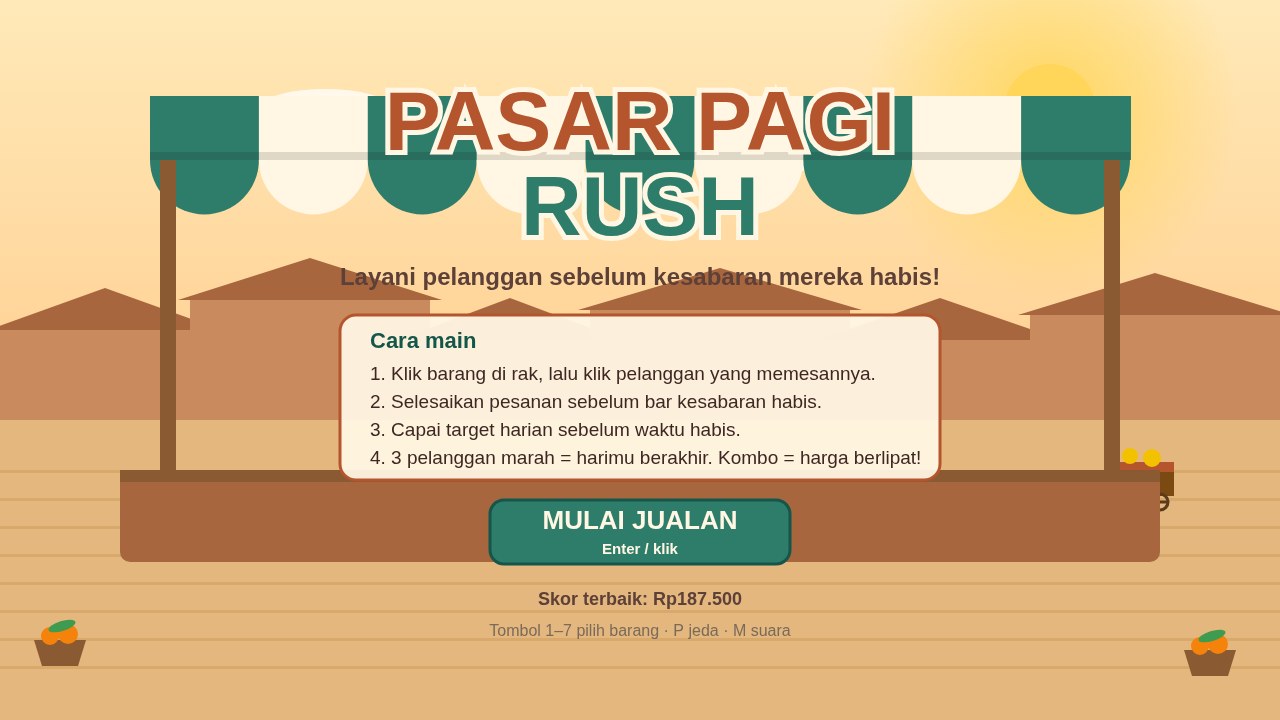 PASAR PAGI
RUSH
Layani pelanggan sebelum kesabaran mereka habis!
Cara main
1. Klik barang di rak, lalu klik pelanggan yang memesannya.
2. Selesaikan pesanan sebelum bar kesabaran habis.
3. Capai target harian sebelum waktu habis.
4. 3 pelanggan marah = harimu berakhir. Kombo = harga berlipat!
MULAI JUALAN
Enter / klik
Skor terbaik: Rp187.500
Tombol 1–7 pilih barang · P jeda · M suara